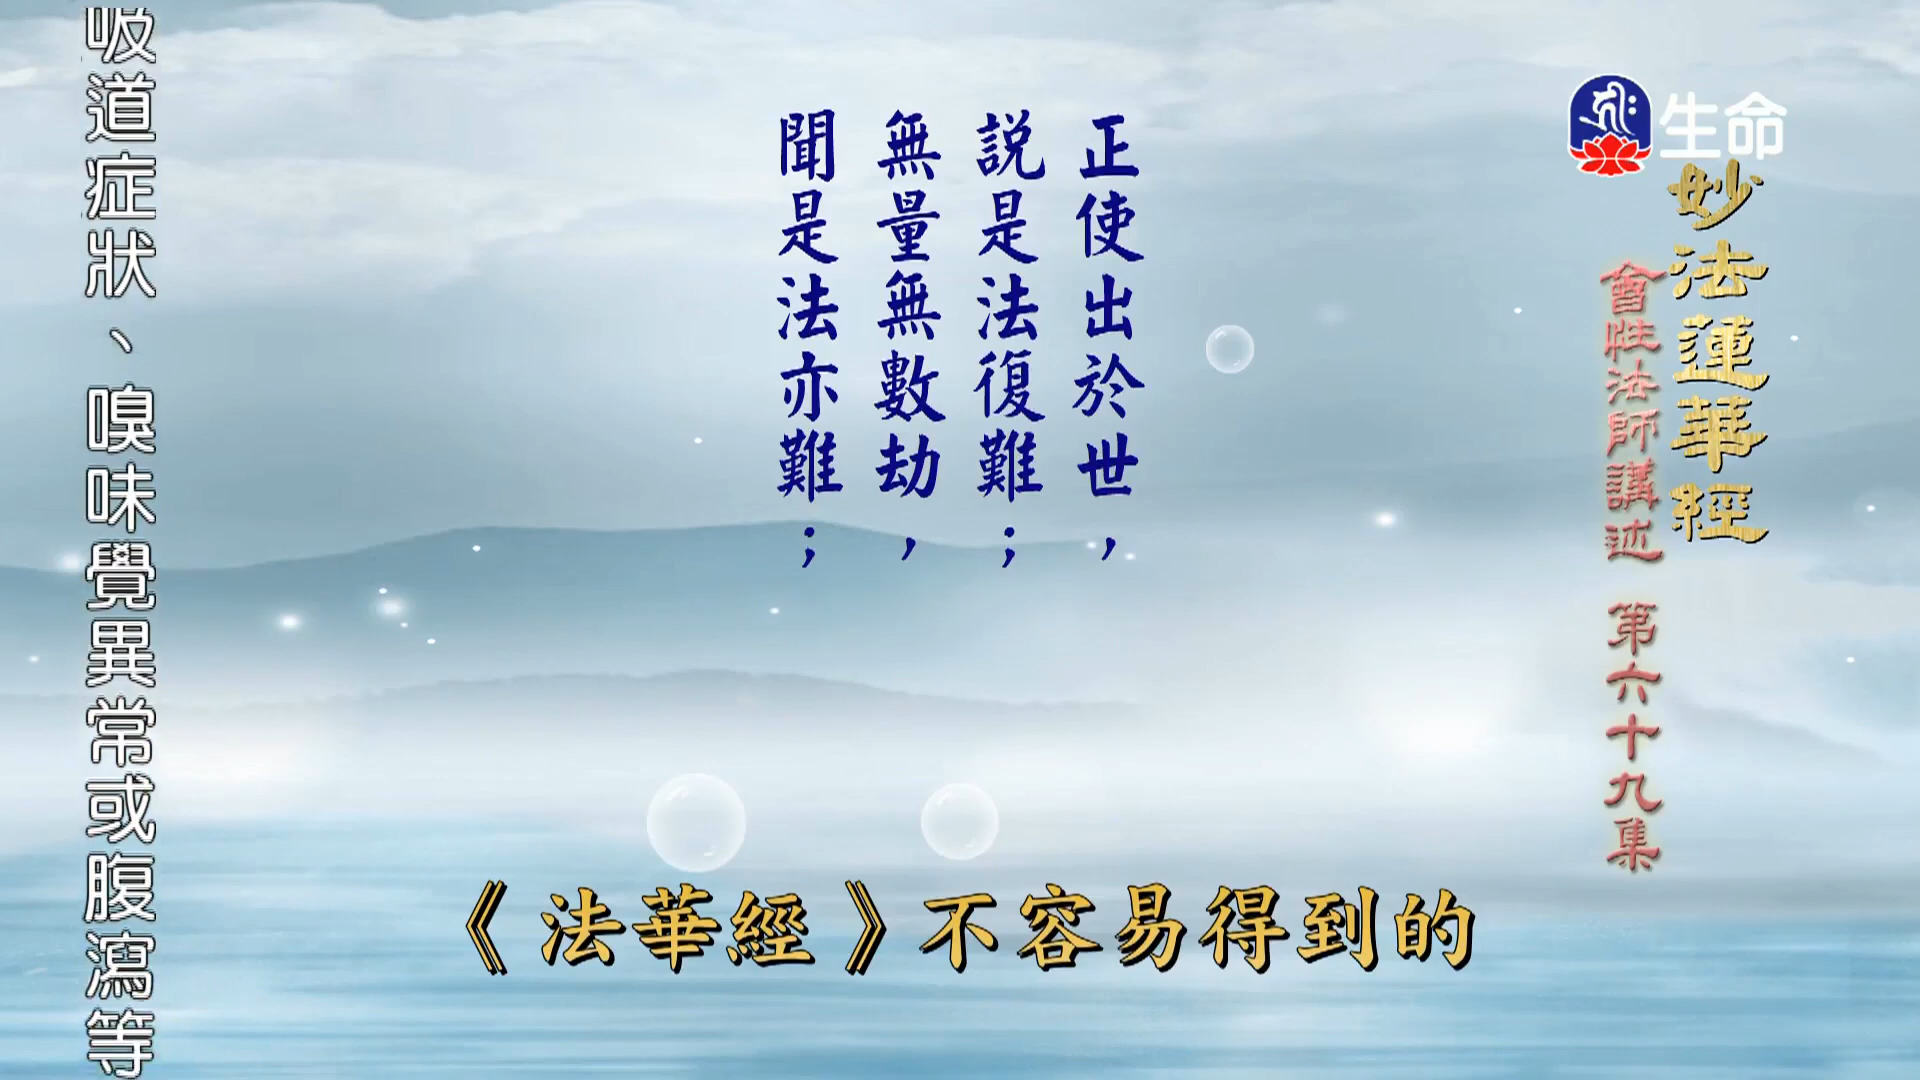 生命
妙法蓮華經
會性法師講述 第六十九集
正使出於世，
說是法復難；
無量無數劫，
聞是法亦難；
吸道症狀、嗅味覺異常或腹瀉等
《法華經》不容易得到的